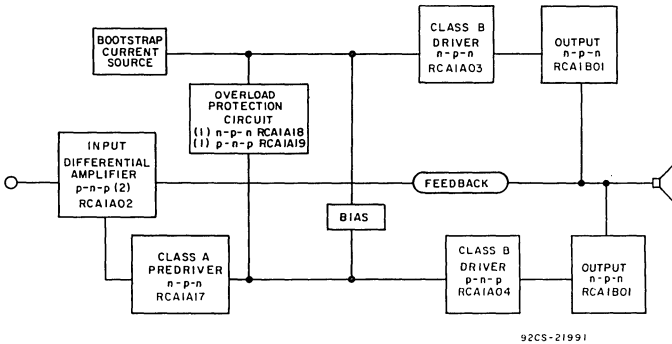 BOOTSTRAP
CURRENT
SOURCE
CLASS B
DRIVER
n-p-n
RCA1A03
OUTPUT
n-p-n
RCA1B01
OVERLOAD
PROTECTION
CIRCUIT
(1) n-p-n RCA1A18
(1) p-n-p RCA1A19
INPUT
DIFFERENTIAL
AMPLIFIER
p-n-p (2)
RCA1A02
FEEDBACK
BIAS
CLASS A
PREDRIVER
n-p-n
RCA1A17
CLASS B
DRIVER
p-n-p
RCA1A04
OUTPUT
n-p-n
RCA1B01
92CS-21991